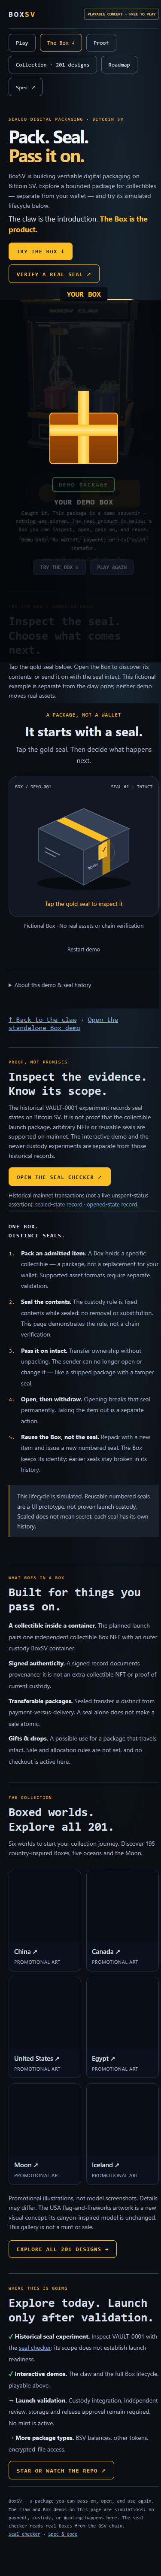 BOXSV
PLAYABLE CONCEPT · FREE TO PLAY
Play
The Box ↓
Proof
Collection · 201 designs
Roadmap
Spec ↗
SEALED DIGITAL PACKAGING · BITCOIN SV
Pack. Seal.
Pass it on.
BoxSV is building verifiable digital packaging on
Bitcoin SV. Explore a bounded package for collectibles
— separate from your wallet — and try its simulated
lifecycle below.
The claw is the introduction. The Box is the
product.
TRY THE BOX ↓
VERIFY A REAL SEAL ↗
YOUR BOX
DEMO PACKAGE
YOUR DEMO BOX
TRY THE BOX ↓
PLAY AGAIN
Inspect the seal.
Choose what comes
next.
Tap the gold seal below. Open the Box to discover its
contents, or send it on with the seal intact. This fictional
example is separate from the claw prize: neither demo
moves real assets.
A PACKAGE, NOT A WALLET
It starts with a seal.
Tap the gold seal. Then decide what happens
next.
BOX / DEMO-001
SEAL #1 · INTACT
Tap the gold seal to inspect it
Fictional Box · No real assets or chain verification
Restart demo
▶ About this demo & seal history
↑ Back to the claw · Open the
standalone Box demo
PROOF, NOT PROMISES
Inspect the evidence.
Know its scope.
The historical VAULT-0001 experiment records seal
states on Bitcoin SV. It is not proof that the collectible
launch package, arbitrary NFTs or reusable seals are
supported on mainnet. The interactive demo and the
newer custody experiments are separate from those
historical records.
OPEN THE SEAL CHECKER ↗
Historical mainnet transactions (not a live unspent-status
assertion): sealed-state record · opened-state record.
ONE BOX.
DISTINCT SEALS.
1. Pack an admitted item. A Box holds a specific
collectible — a package, not a replacement for your
wallet. Supported asset formats require separate
validation.
2. Seal the contents. The custody rule is fixed
contents while sealed: no removal or substitution.
This page demonstrates the rule, not a chain
verification.
3. Pass it on intact. Transfer ownership without
unpacking. The sender can no longer open or
change it — like a shipped package with a tamper
seal.
4. Open, then withdraw. Opening breaks that seal
permanently. Taking the item out is a separate
action.
5. Reuse the Box, not the seal. Repack with a new
item and issue a new numbered seal. The Box
keeps its identity; earlier seals stay broken in its
history.
This lifecycle is simulated. Reusable numbered seals
are a UI prototype, not proven launch custody.
Sealed does not mean secret: each seal has its own
history.
WHAT GOES IN A BOX
Built for things you
pass on.
A collectible inside a container. The planned launch
pairs one independent collectible Box NFT with an outer
custody BoxSV container.
Signed authenticity. A signed record documents
provenance: it is not an extra collectible NFT or proof of
current custody.
Transferable packages. Sealed transfer is distinct from
payment-versus-delivery. A seal alone does not make a
sale atomic.
Gifts & drops. A possible use for a package that travels
intact. Sale and allocation rules are not set, and no
checkout is active here.
THE COLLECTION
Boxed worlds.
Explore all 201.
Six worlds to start your collection journey. Discover 195
country-inspired Boxes, five oceans and the Moon.
China ↗
PROMOTIONAL ART
Canada ↗
PROMOTIONAL ART
United States ↗
PROMOTIONAL ART
Egypt ↗
PROMOTIONAL ART
Moon ↗
PROMOTIONAL ART
Iceland ↗
PROMOTIONAL ART
Promotional illustrations, not model screenshots. Details
may differ. The USA flag-and-fireworks artwork is a new
visual concept; its canyon-inspired model is unchanged.
This gallery is not a mint or sale.
EXPLORE ALL 201 DESIGNS →
WHERE THIS IS GOING
Explore today. Launch
only after validation.
✓ Historical seal experiment. Inspect VAULT-0001 with
the seal checker; its scope does not establish launch
readiness.
✓ Interactive demos. The claw and the full Box lifecycle,
playable above.
→ Launch validation. Custody integration, independent
review, storage and release approval remain required.
No mint is active.
→ More package types. BSV balances, other tokens,
encrypted-file access.
STAR OR WATCH THE REPO ↗
BoxSV — a package you can pass on, open, and use again.
The claw and Box demos on this page are simulations: no
payment, custody, or minting happens here. The seal
checker reads real Boxes from the BSV chain.
Seal checker · Spec & code